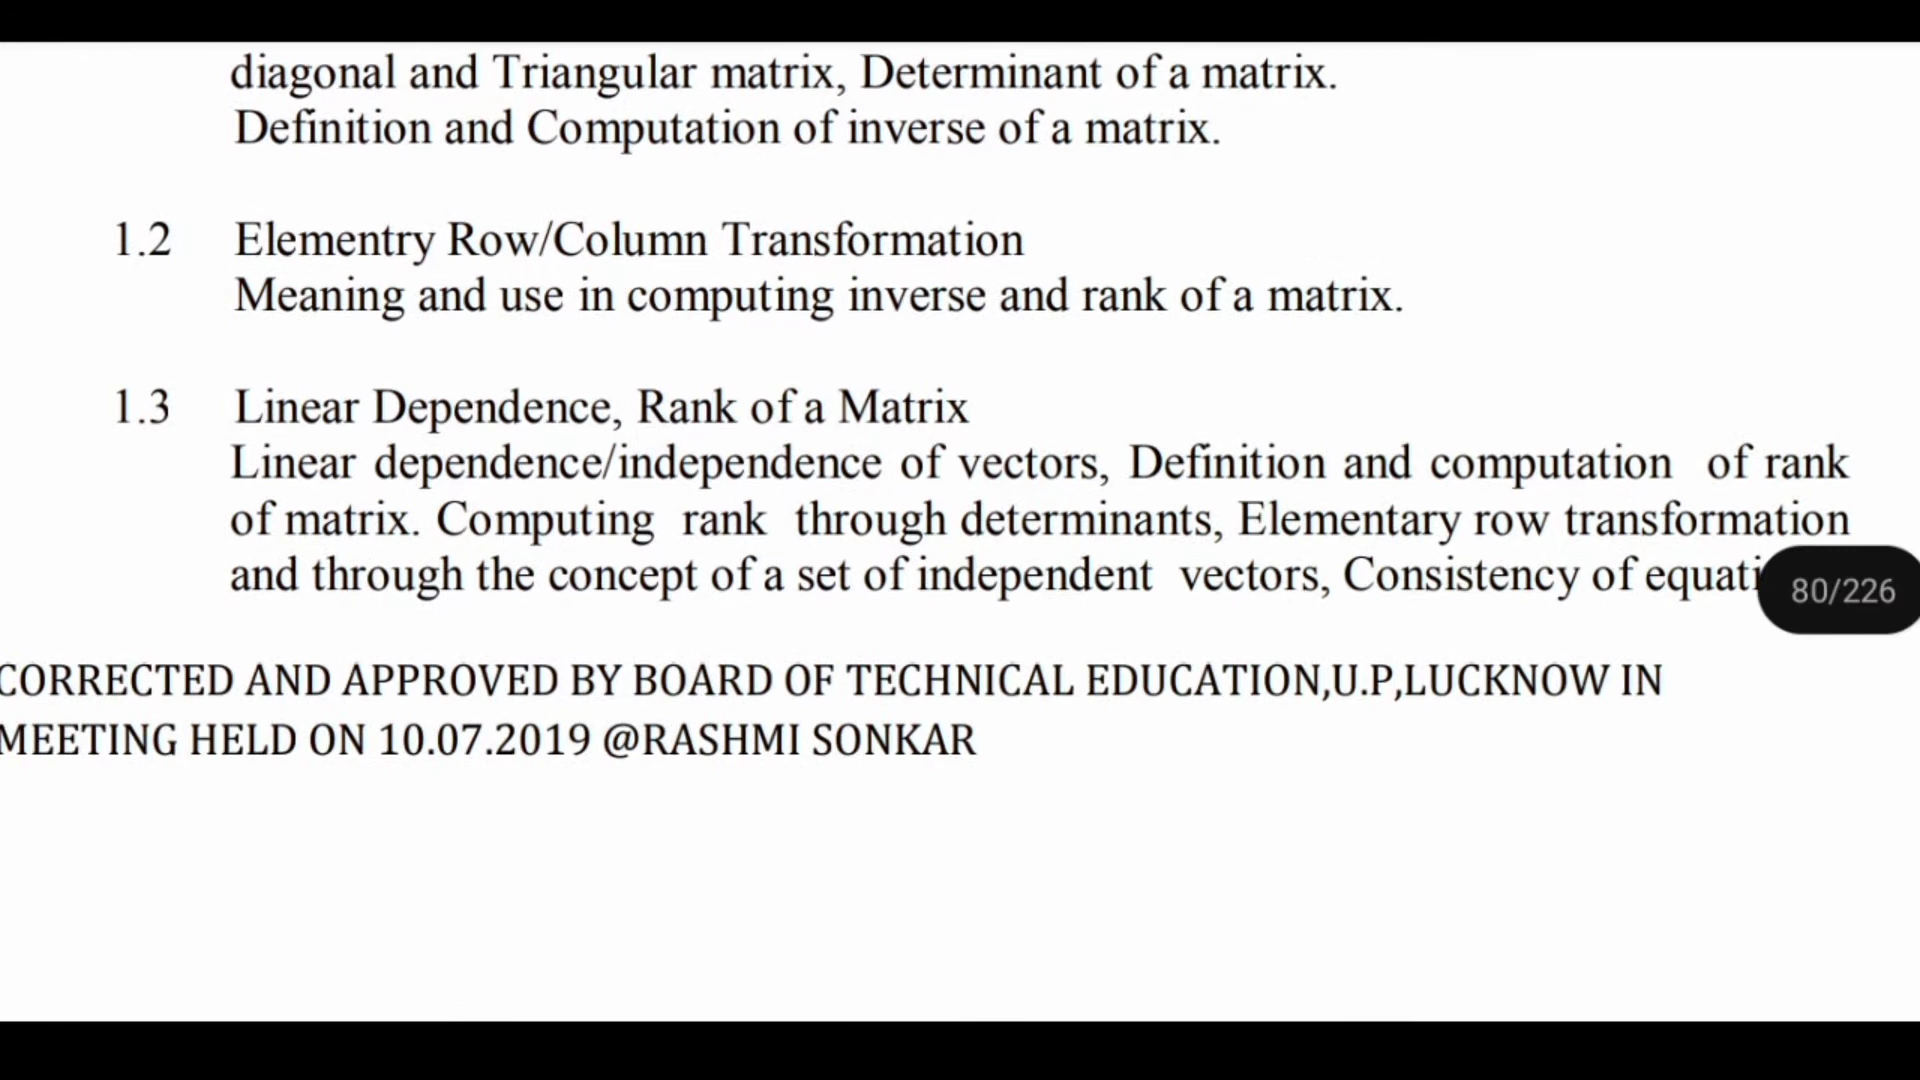 diagonal and Triangular matrix, Determinant of a matrix.
Definition and Computation of inverse of a matrix.
1.2 Elementry Row/Column Transformation
Meaning and use in computing inverse and rank of a matrix.
1.3 Linear Dependence, Rank of a Matrix
Linear dependence/independence of vectors, Definition and computation of rank
of matrix. Computing rank through determinants, Elementary row transformation
and through the concept of a set of independent vectors, Consistency of equati
80/226
CORRECTED AND APPROVED BY BOARD OF TECHNICAL EDUCATION,U.P,LUCKNOW IN
MEETING HELD ON 10.07.2019 @RASHMI SONKAR